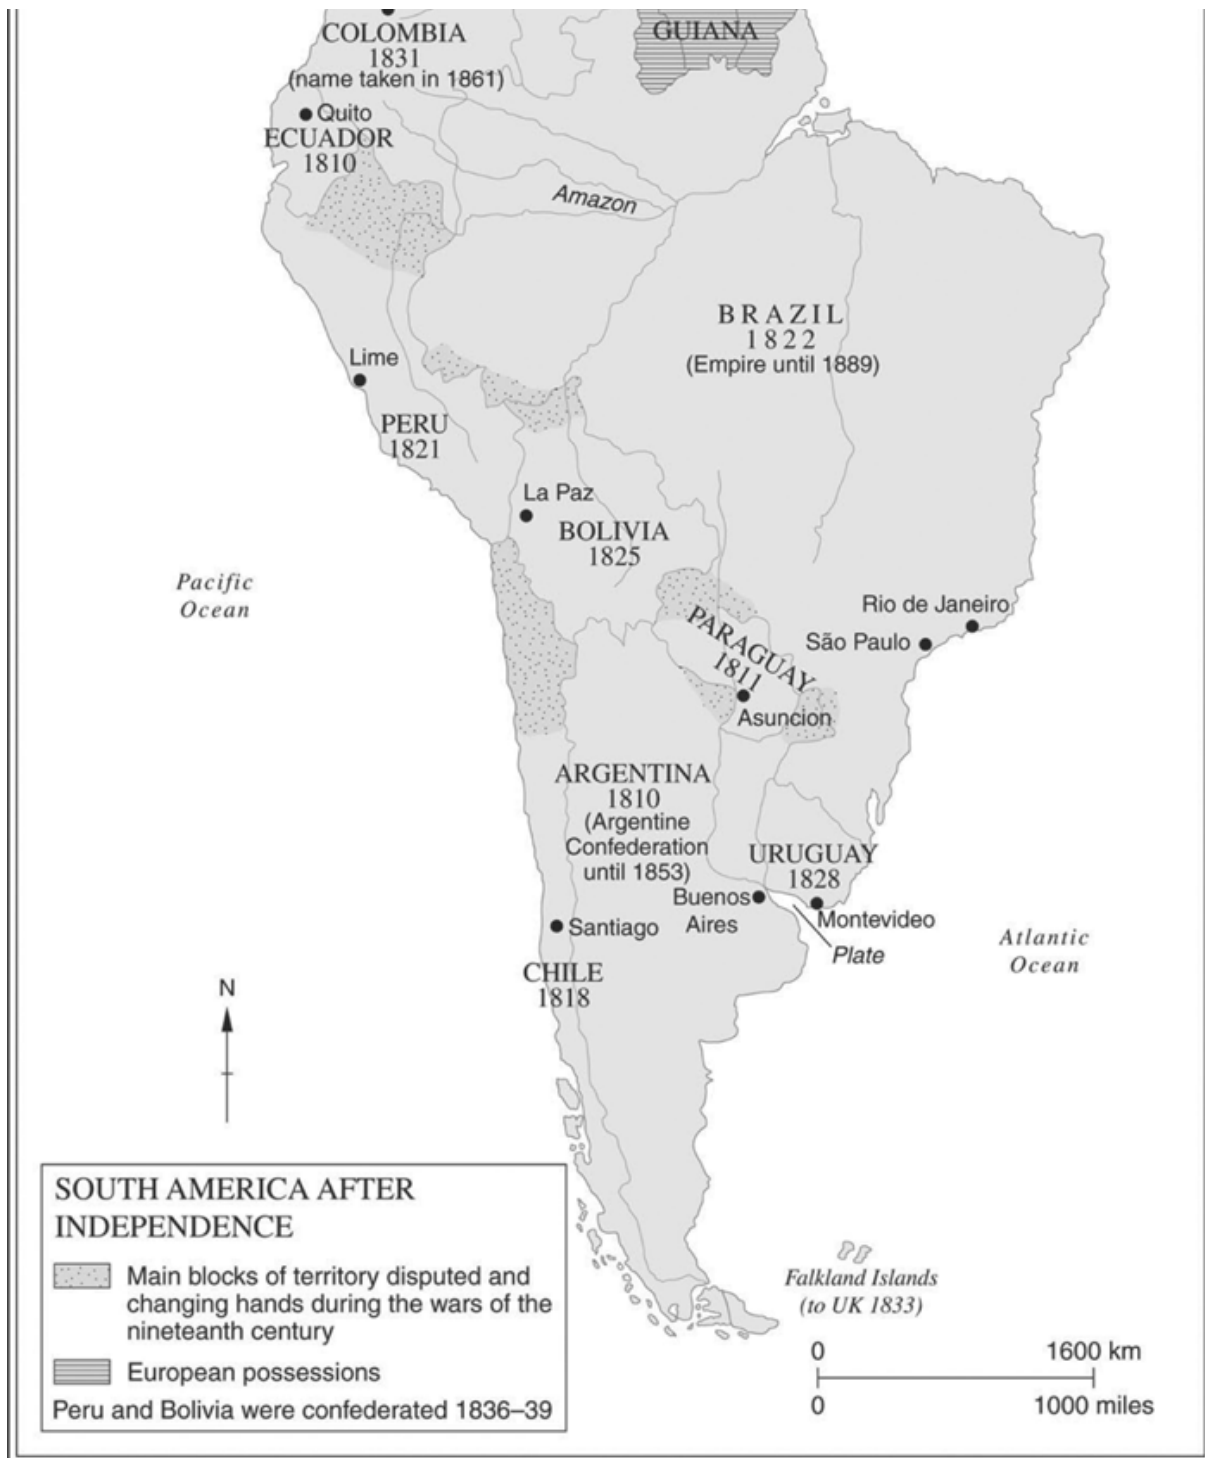 COLOMBIA
1831
(name taken in 1861)
GUIANA
Quito
ECUADOR
1810
Amazon
BRAZIL
1822
(Empire until 1889)
Lime
PERU
1821
La Paz
BOLIVIA
1825
Pacific
Ocean
Rio de Janeiro
São Paulo
PARAGUAY
1811
Asuncion
ARGENTINA
1810
(Argentine
Confederation
until 1853)
URUGUAY
1828
Buenos
Aires
Montevideo
Plate
Santiago
CHILE
1818
Atlantic
Ocean
N
SOUTH AMERICA AFTER
INDEPENDENCE
Main blocks of territory disputed and
changing hands during the wars of the
nineteanth century
European possessions
Peru and Bolivia were confederated 1836–39
Falkland Islands
(to UK 1833)
0 1600 km
0 1000 miles